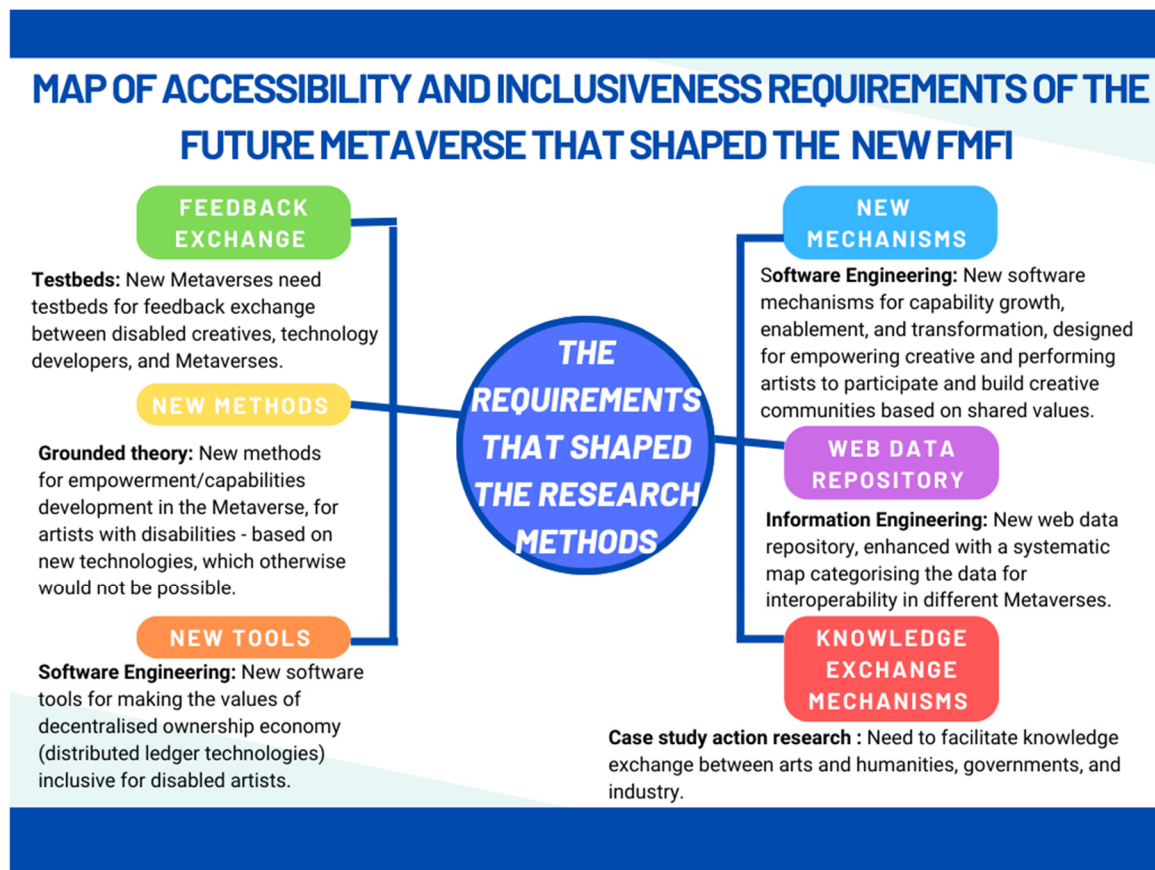 MAP OF ACCESSIBILITY AND INCLUSIVENESS REQUIREMENTS OF THE
FUTURE METAVERSE THAT SHAPED THE NEW FMFI
FEEDBACK
EXCHANGE
Testbeds: New Metaverses need
testbeds for feedback exchange
between disabled creatives, technology
developers, and Metaverses.
NEW METHODS
Grounded theory: New methods
for empowerment/capabilities
development in the Metaverse, for
artists with disabilities - based on
new technologies, which otherwise
would not be possible.
NEW TOOLS
Software Engineering: New software
tools for making the values of
decentralised ownership economy
(distributed ledger technologies)
inclusive for disabled artists.
THE
REQUIREMENTS
THAT SHAPED
THE RESEARCH
METHODS
NEW
MECHANISMS
Software Engineering: New software
mechanisms for capability growth,
enablement, and transformation, designed
for empowering creative and performing
artists to participate and build creative
communities based on shared values.
WEB DATA
REPOSITORY
Information Engineering: New web data
repository, enhanced with a systematic
map categorising the data for
interoperability in different Metaverses.
KNOWLEDGE
EXCHANGE
MECHANISMS
Case study action research : Need to facilitate knowledge
exchange between arts and humanities, governments, and
industry.